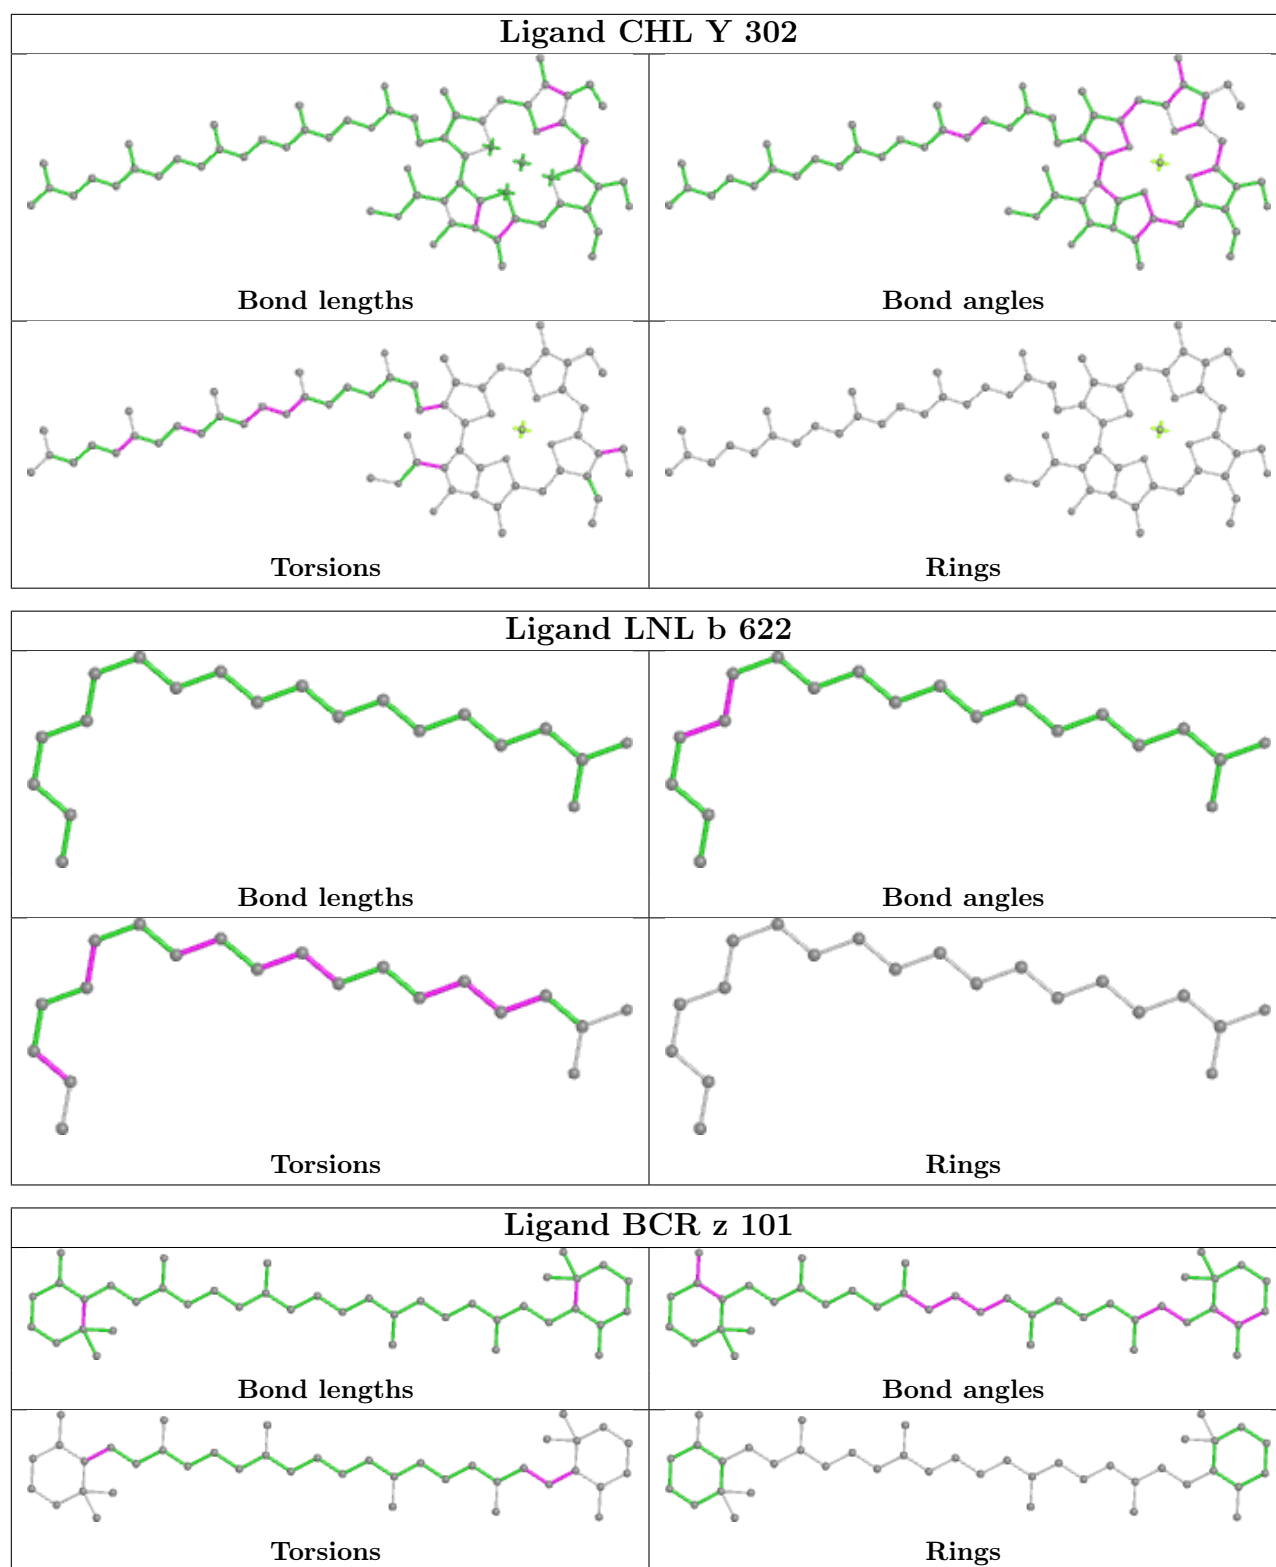 Ligand CHL Y 302
Bond lengths
Bond angles
Torsions
Rings
Ligand LNL b 622
Bond lengths
Bond angles
Torsions
Rings
Ligand BCR z 101
Bond lengths
Bond angles
Torsions
Rings